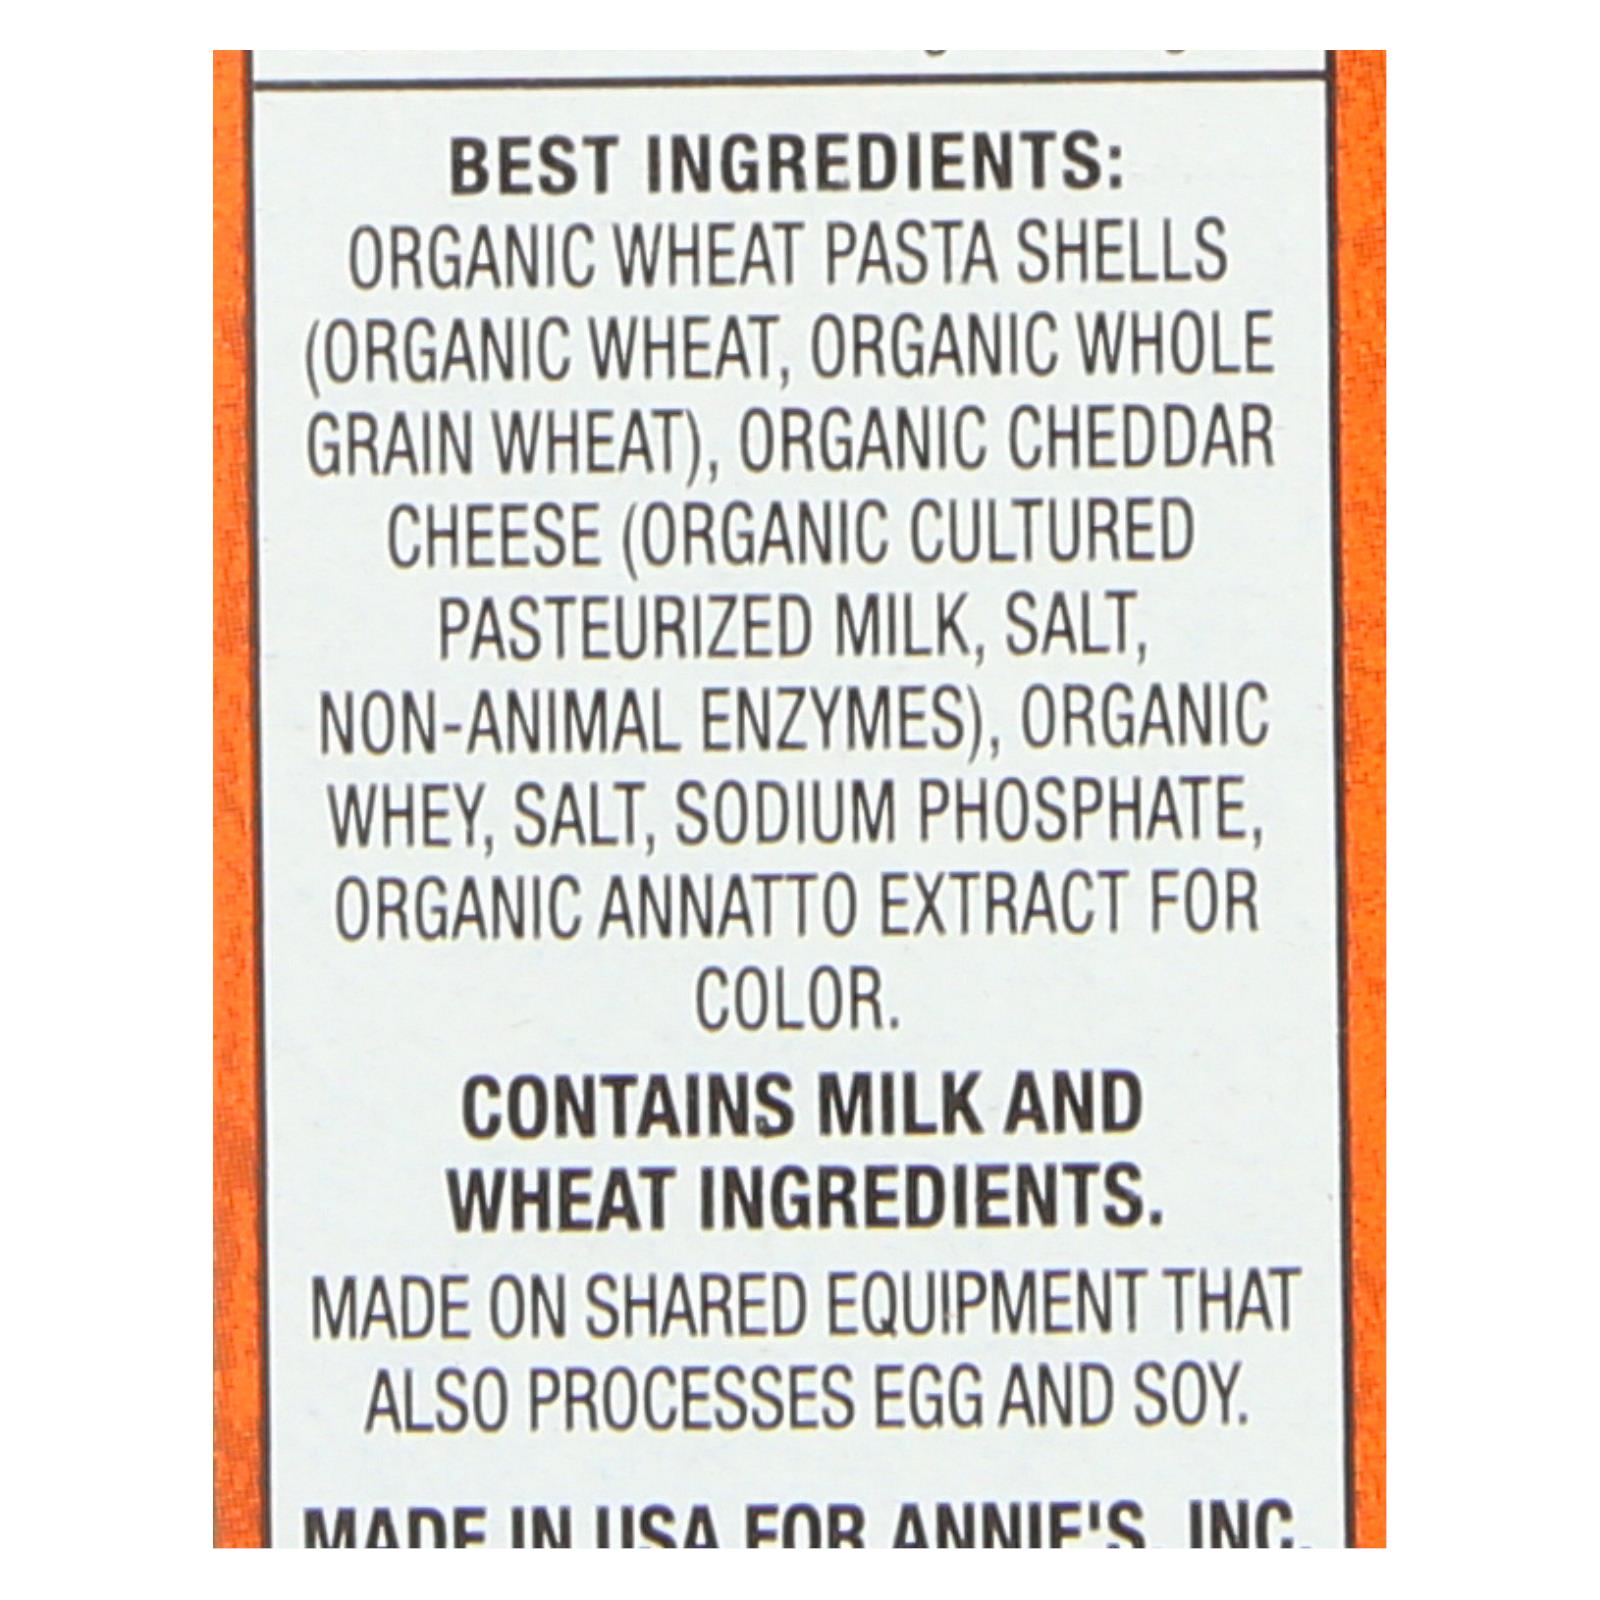 BEST INGREDIENTS:
ORGANIC WHEAT PASTA SHELLS
(ORGANIC WHEAT, ORGANIC WHOLE
GRAIN WHEAT), ORGANIC CHEDDAR
CHEESE (ORGANIC CULTURED
PASTEURIZED MILK, SALT,
NON-ANIMAL ENZYMES), ORGANIC
WHEY, SALT, SODIUM PHOSPHATE,
ORGANIC ANNATTO EXTRACT FOR
COLOR.
CONTAINS MILK AND
WHEAT INGREDIENTS.
MADE ON SHARED EQUIPMENT THAT
ALSO PROCESSES EGG AND SOY.
MADE IN USA FOR ANNIE'S, INC.